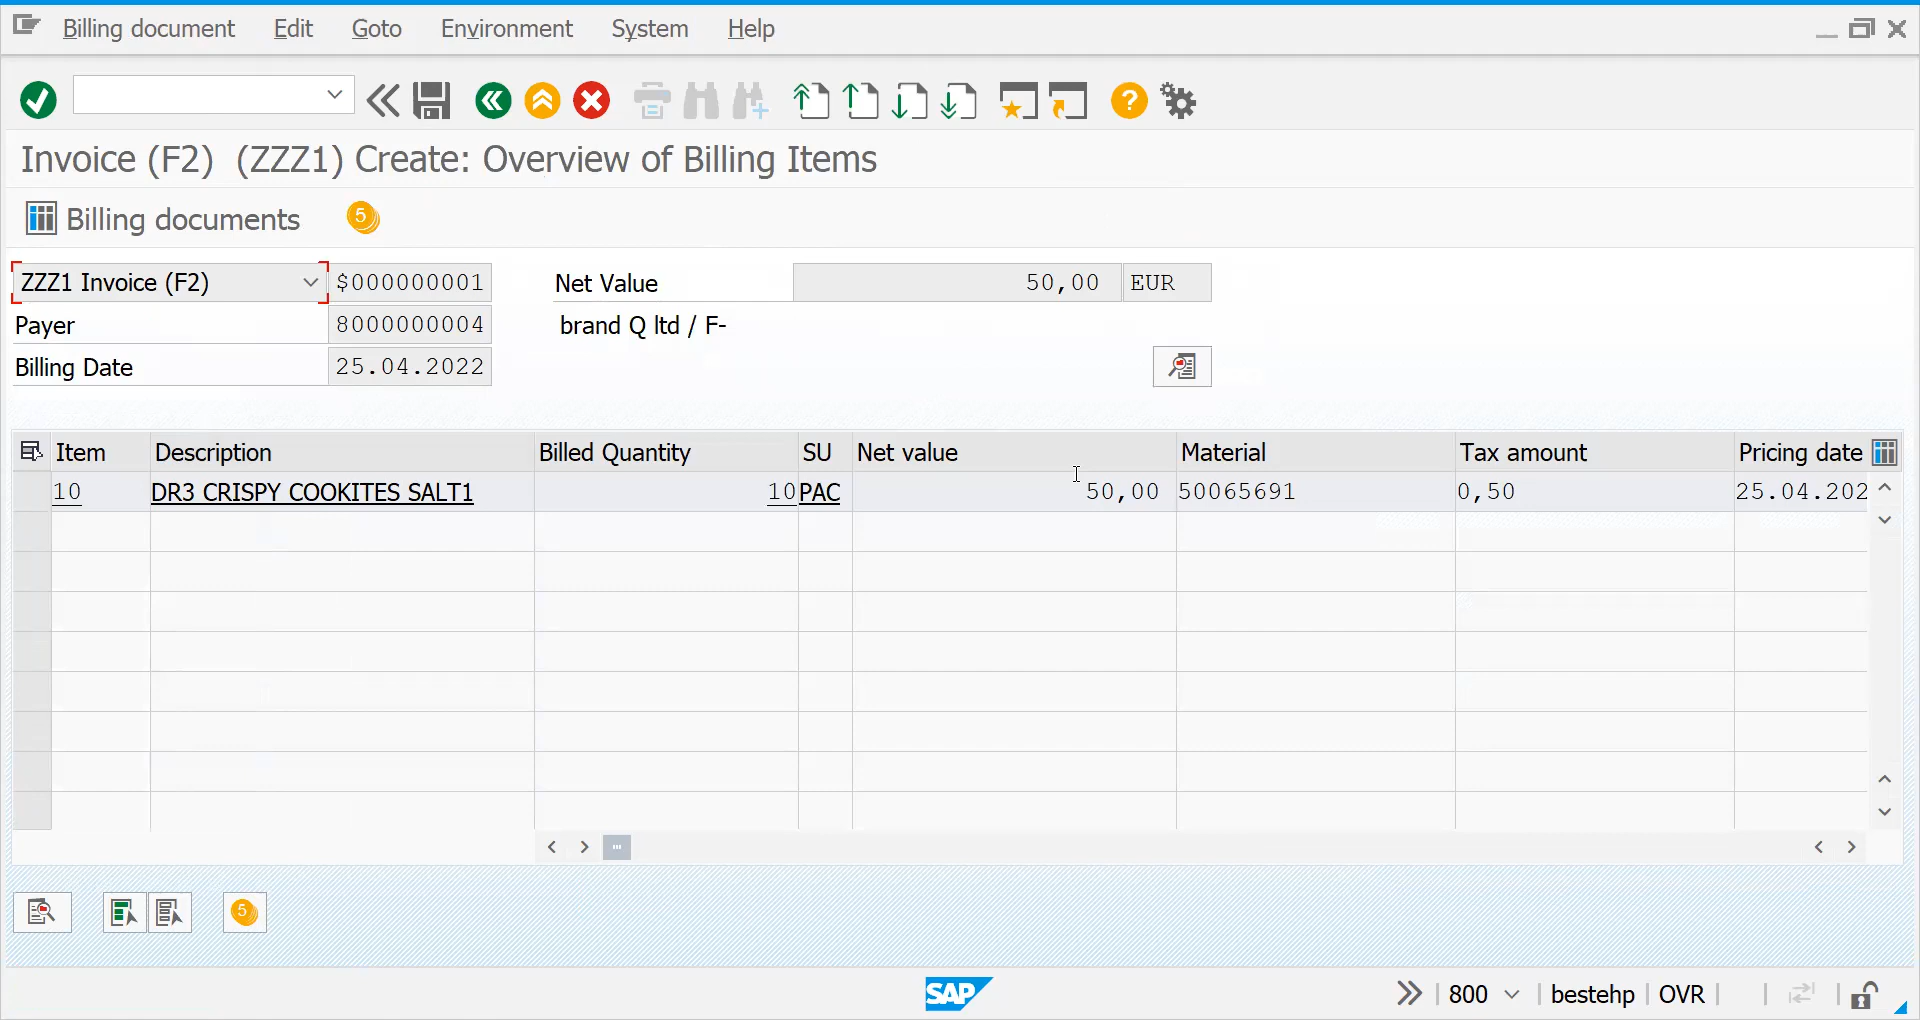 Billing document Edit Goto Environment System Help
Invoice (F2) (ZZZ1) Create: Overview of Billing Items
Billing documents 5
ZZZ1 Invoice (F2) $000000001 Net Value 50,00 EUR
Payer 8000000004 brand Q ltd / F-
Billing Date 25.04.2022
Item Description Billed Quantity SU Net value Material Tax amount Pricing date
10 DR3 CRISPY COOKITES SALT1 10 PAC 50,00 50065691 0,50 25.04.202
5
SAP 800 bestehp OVR